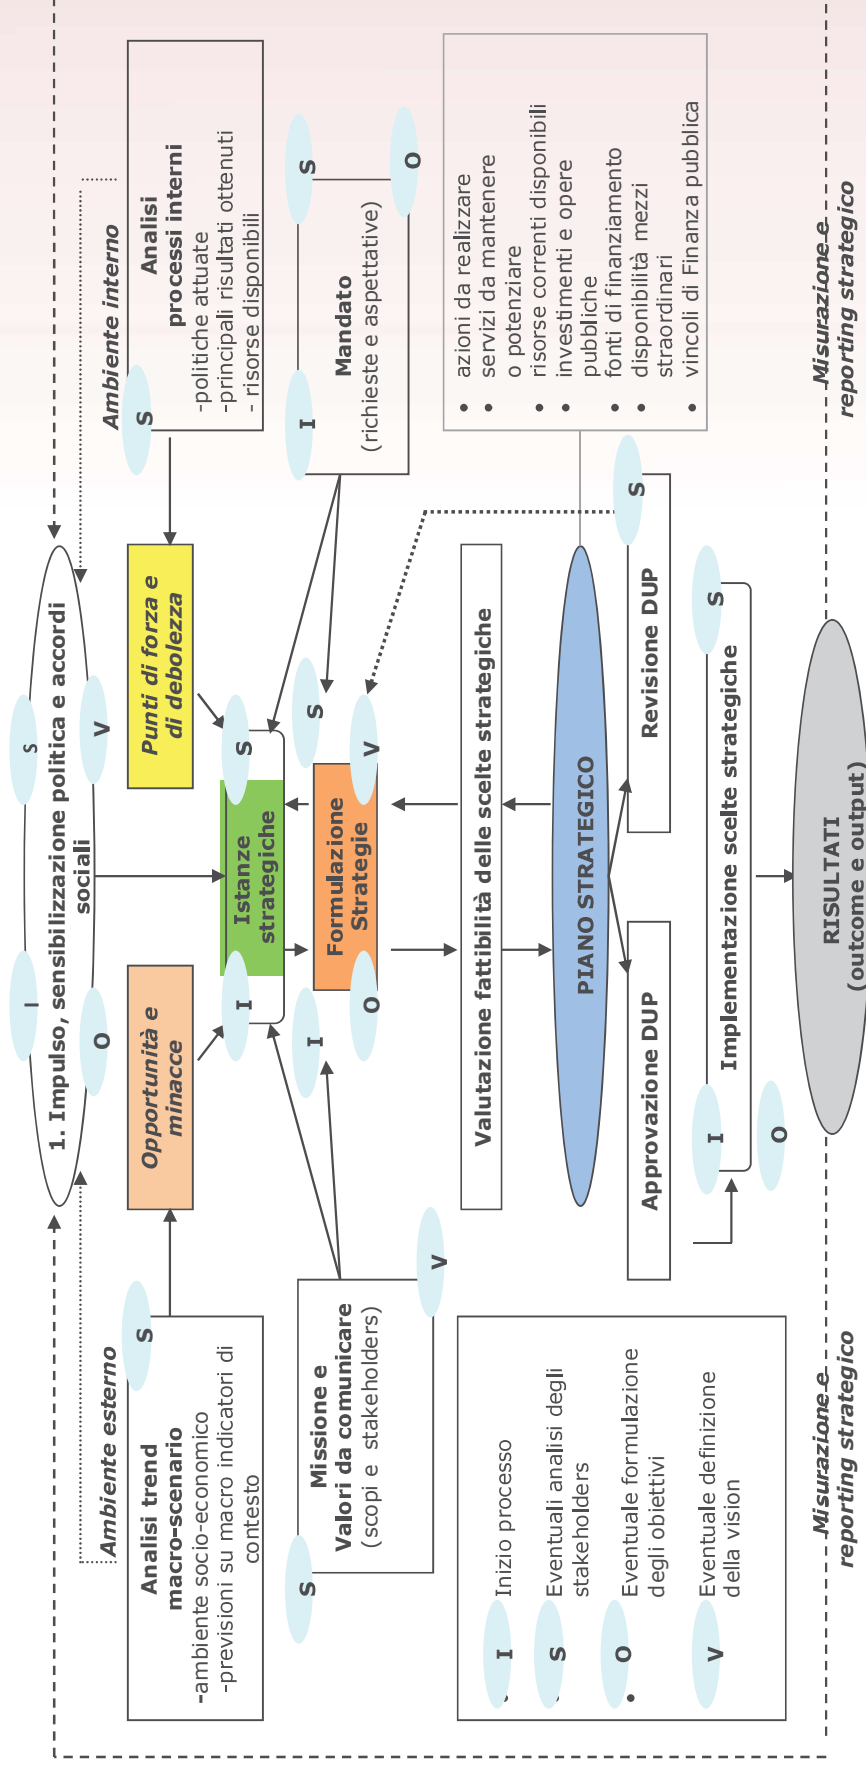 I
S
1. Impulso, sensibilizzazione politica e accordi
sociali
O
V
Ambiente esterno
Ambiente interno
S
Analisi trend
macro-scenario
-ambiente socio-economico
-previsioni su macro indicatori di
contesto
Opportunità e
minacce
Punti di forza e
di debolezza
S
Analisi
processi interni
-politiche attuate
-principali risultati ottenuti
- risorse disponibili
I
Istanze
strategiche
S
S
Missione e
Valori da comunicare
(scopi e stakeholders)
V
I
Formulazione
Strategie
S
O
V
I
S
Mandato
(richieste e aspettative)
O
Valutazione fattibilità delle scelte strategiche
• azioni da realizzare
• servizi da mantenere
o potenziare
• risorse correnti disponibili
• investimenti e opere
pubbliche
• fonti di finanziamento
• disponibilità mezzi
straordinari
• vincoli di Finanza pubblica
PIANO STRATEGICO
Approvazione DUP
Revisione DUP
S
I
Implementazione scelte strategiche
S
O
I Inizio processo
S Eventuali analisi degli
stakeholders
• O Eventuale formulazione
degli obiettivi
V Eventuale definizione
della vision
Misurazione e
reporting strategico
RISULTATI
(outcome e output)
Misurazione e
reporting strategico